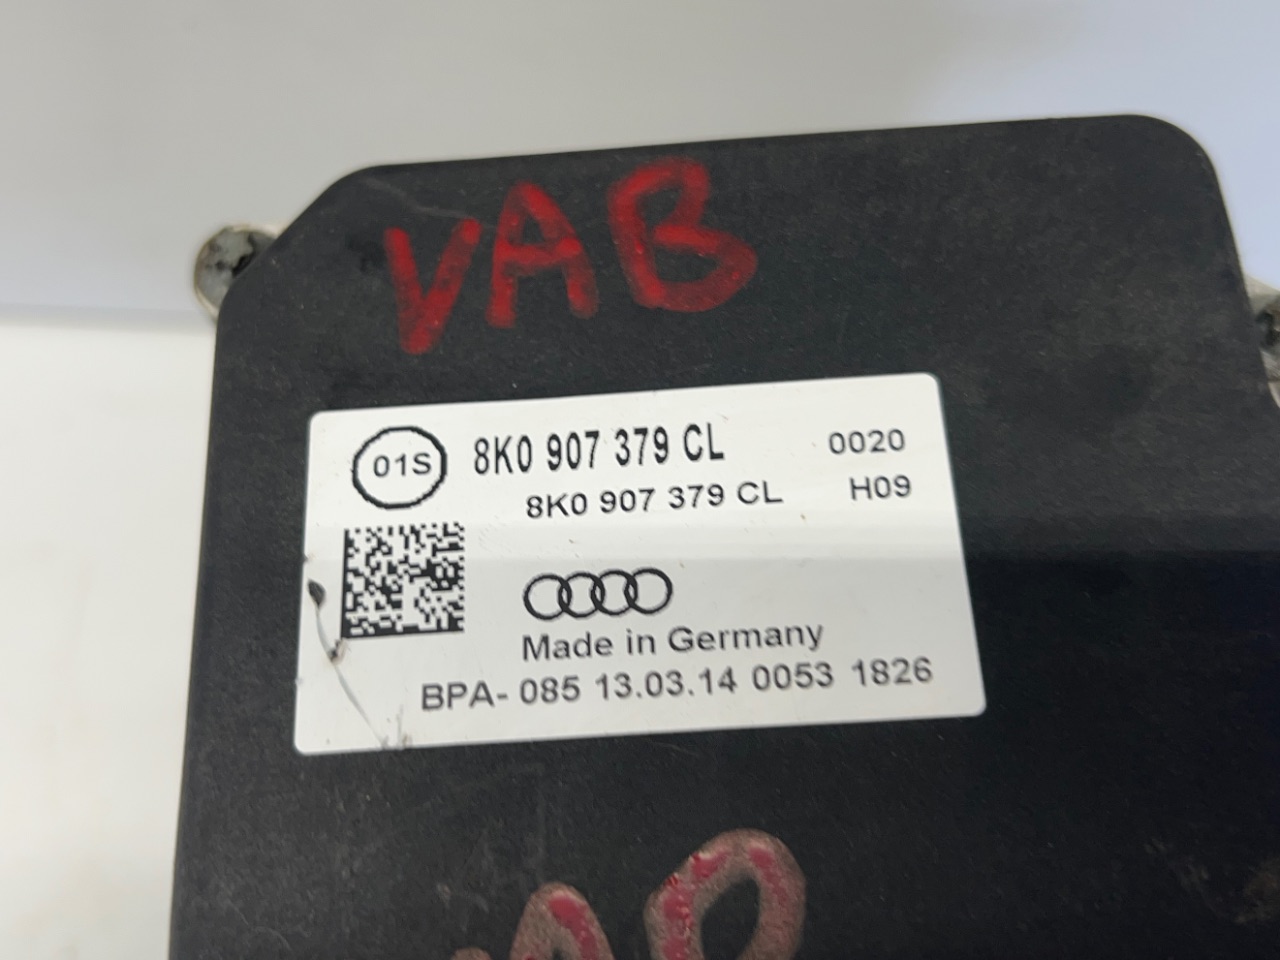 VAB
01S 8K0 907 379 CL 0020
8K0 907 379 CL H09
Made in Germany
BPA- 085 13.03.14 0053 1826